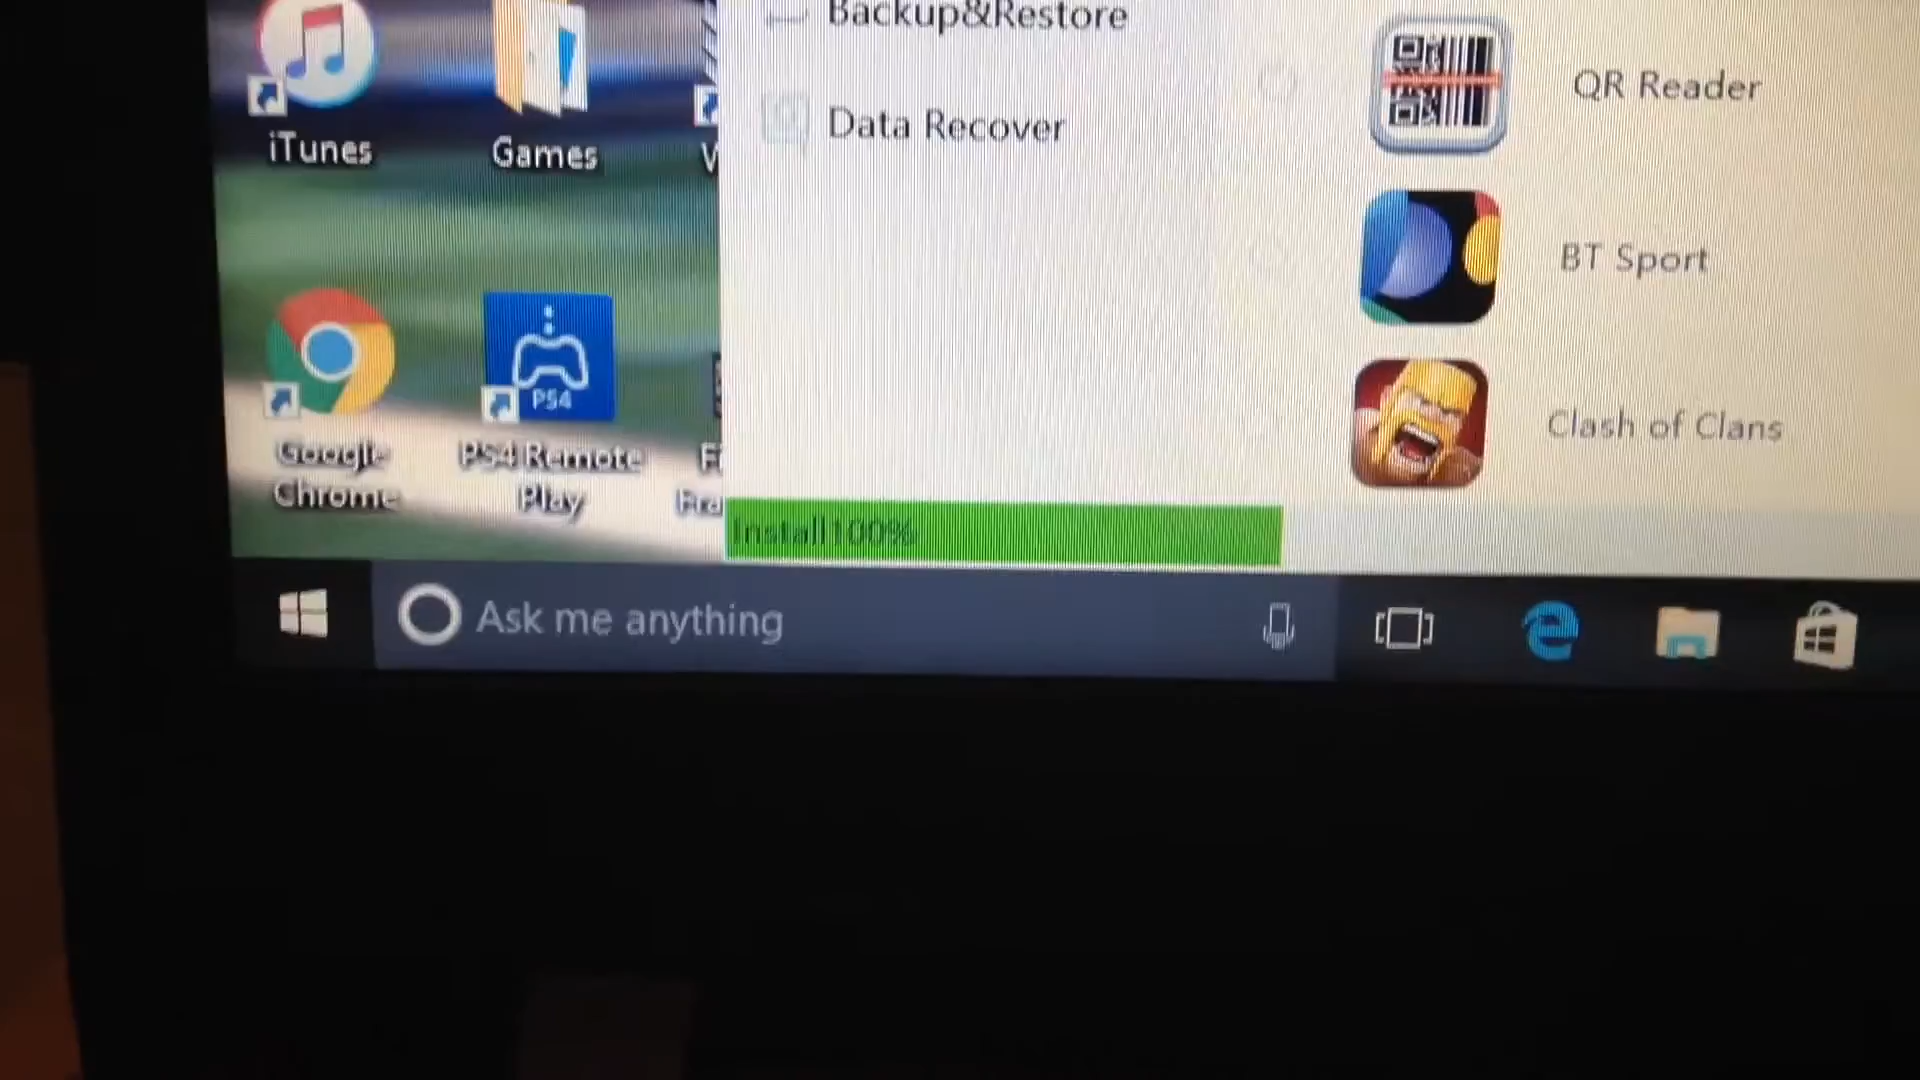 Backup&Restore
QR Reader
Data Recover
iTunes
Games
BT Sport
PS4
Clash of Clans
Google
Chrome
PS4 Remote
Play
Install100%
Ask me anything